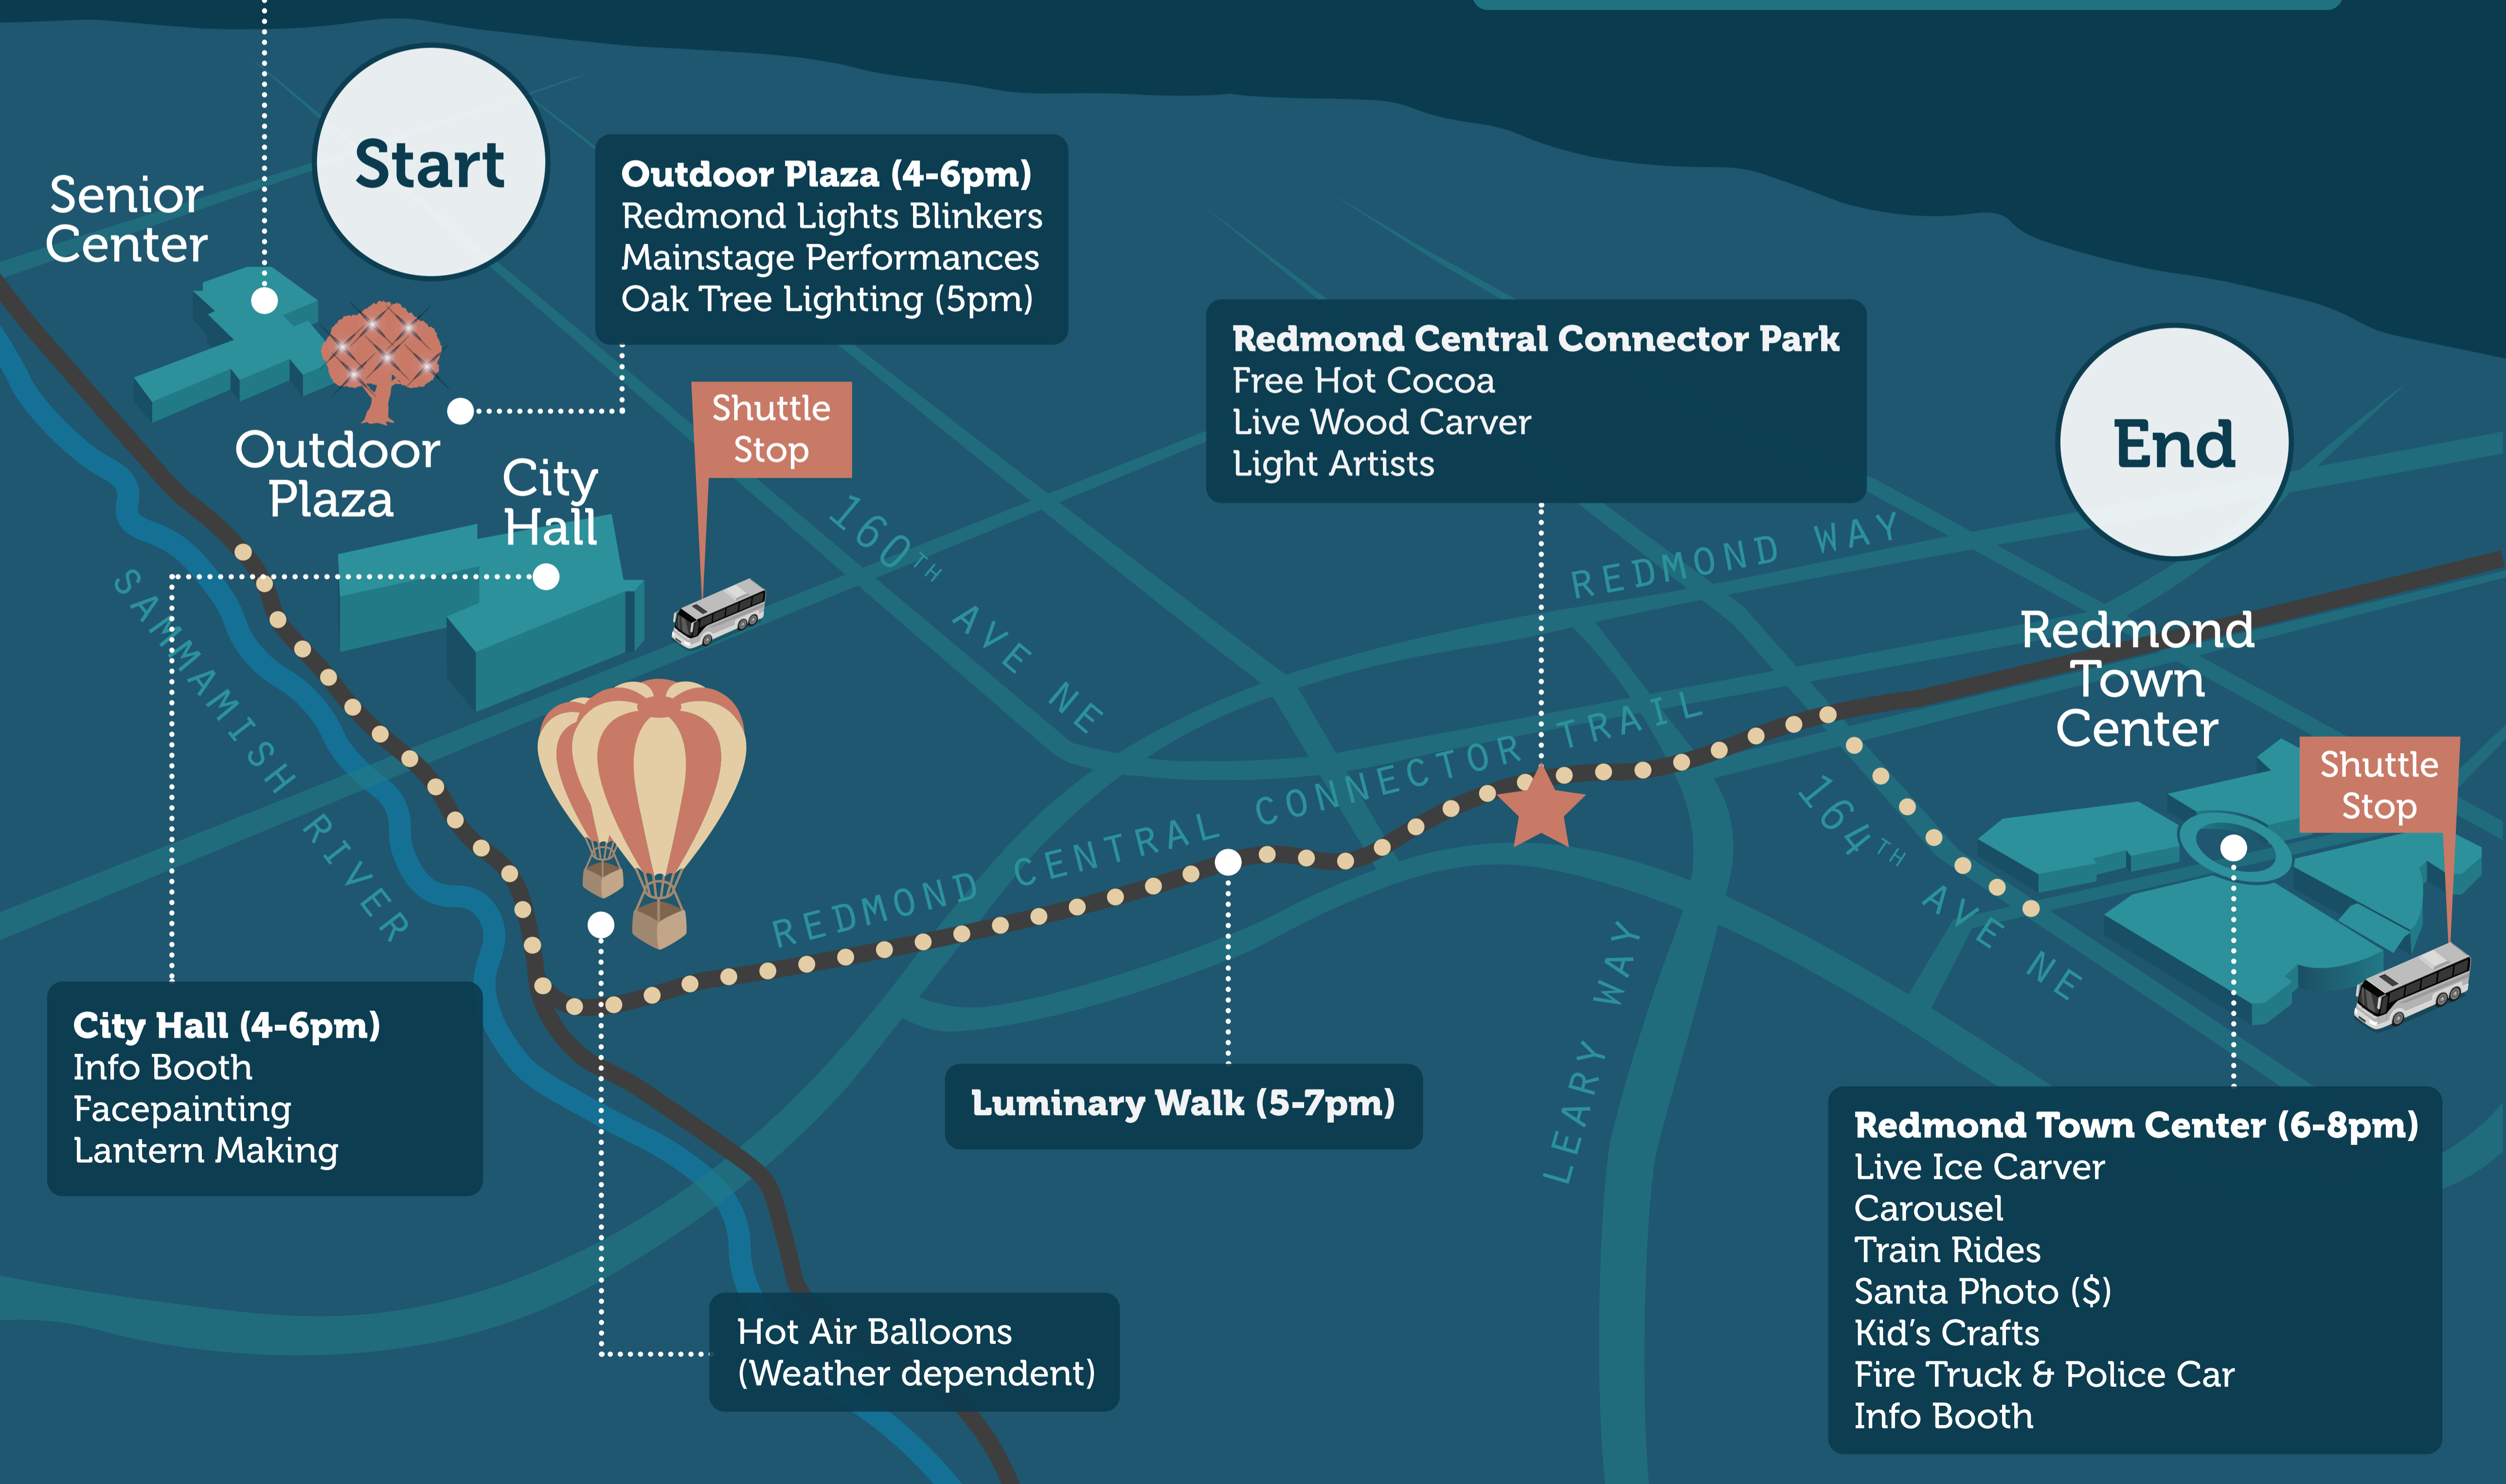 Start
Senior
Center
Outdoor Plaza (4-6pm)
Redmond Lights Blinkers
Mainstage Performances
Oak Tree Lighting (5pm)
Outdoor
Plaza
City
Hall
Shuttle
Stop
Redmond Central Connector Park
Free Hot Cocoa
Live Wood Carver
Light Artists
End
160TH AVE NE
REDMOND WAY
Redmond
Town
Center
Shuttle
Stop
SAMMAMISH RIVER
REDMOND CENTRAL CONNECTOR TRAIL
164TH AVE NE
LEARY WAY
City Hall (4-6pm)
Info Booth
Facepainting
Lantern Making
Luminary Walk (5-7pm)
Hot Air Balloons
(Weather dependent)
Redmond Town Center (6-8pm)
Live Ice Carver
Carousel
Train Rides
Santa Photo ($)
Kid’s Crafts
Fire Truck & Police Car
Info Booth